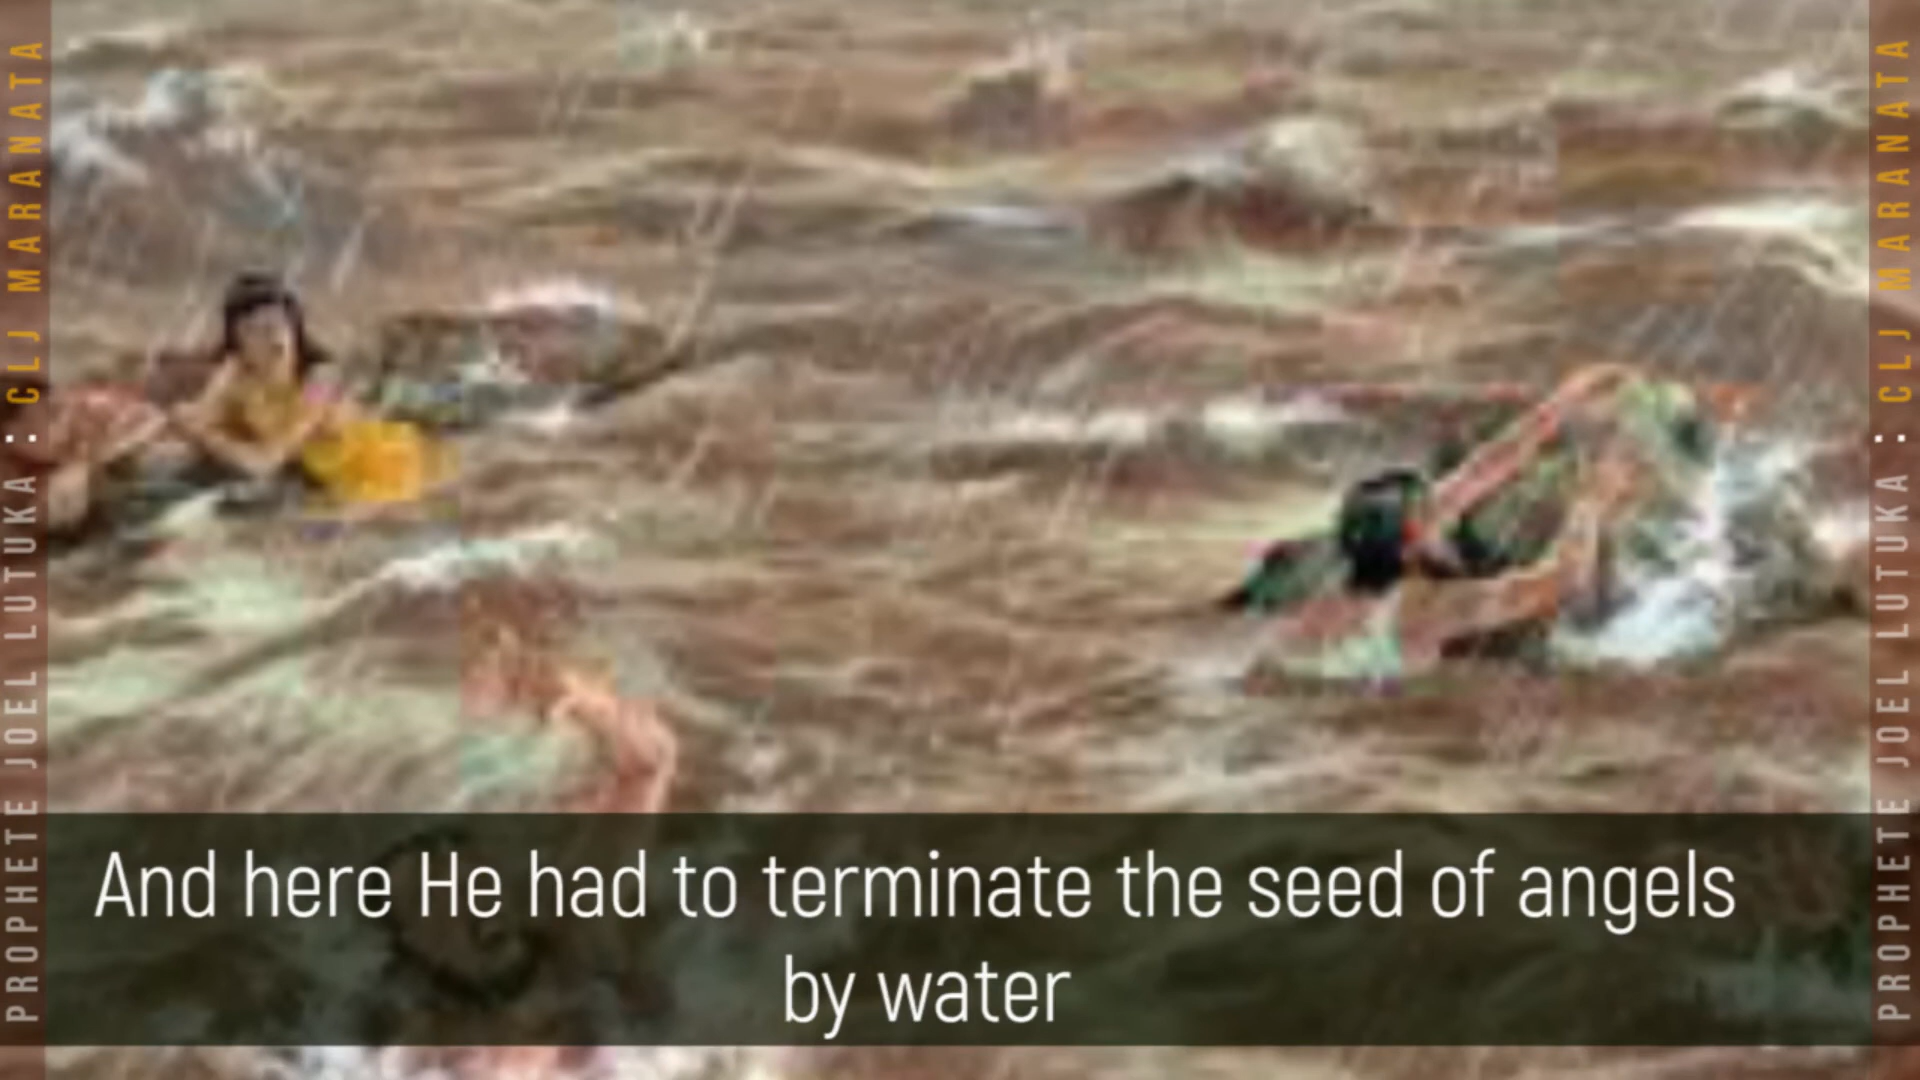 PROPHETE JOEL LUTUKA : CLJ MARANATA
And here He had to terminate the seed of angels
by water
PROPHETE JOEL LUTUKA : CLJ MARANATA